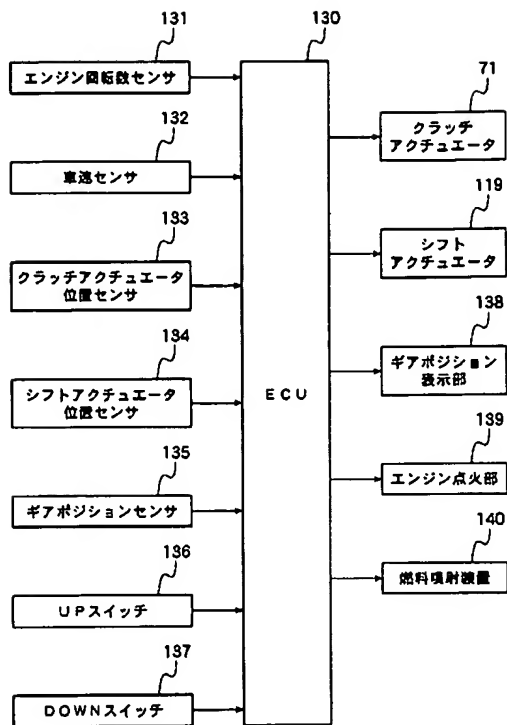 131
エンジン回転数センサ
132
車速センサ
133
クラッチアクチュエータ
位置センサ
134
シフトアクチュエータ
位置センサ
135
ギアポジションセンサ
136
UPスイッチ
137
DOWNスイッチ
130
ECU
71
クラッチ
アクチュエータ
119
シフト
アクチュエータ
138
ギアポジション
表示部
139
エンジン点火部
140
燃料噴射装置